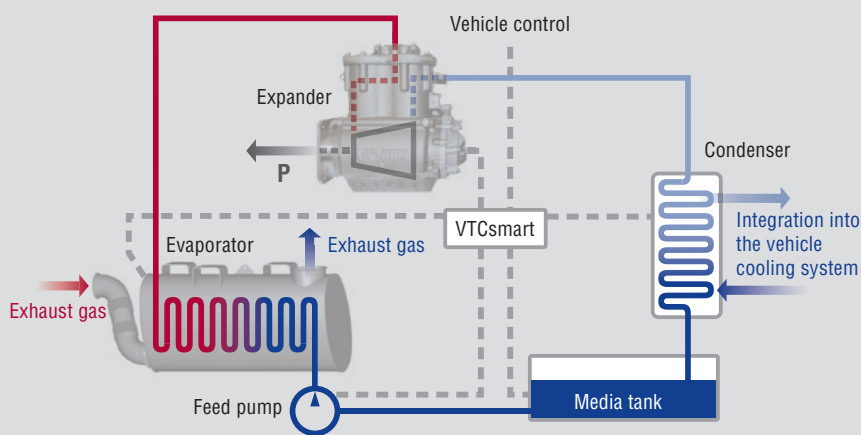 Vehicle control
Expander
P
Condenser
VTCsmart
Integration into
the vehicle
cooling system
Evaporator
Exhaust gas
Exhaust gas
Feed pump
Media tank